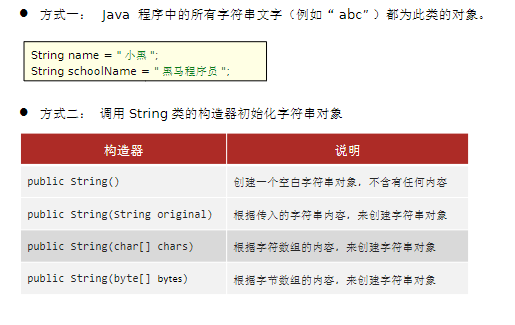 ● 方式一： Java 程序中的所有字符串文字（例如 “ abc” ）都为此类的对象。
String name = " 小黑 ";
String schoolName = " 黑马程序员 ";
● 方式二： 调用 String 类的构造器初始化字符串对象
构造器 说明
public String() 创建一个空白字符串对象，不含有任何内容
public String(String original) 根据传入的字符串内容，来创建字符串对象
public String(char[] chars) 根据字符数组的内容，来创建字符串对象
public String(byte[] bytes) 根据字节数组的内容，来创建字符串对象